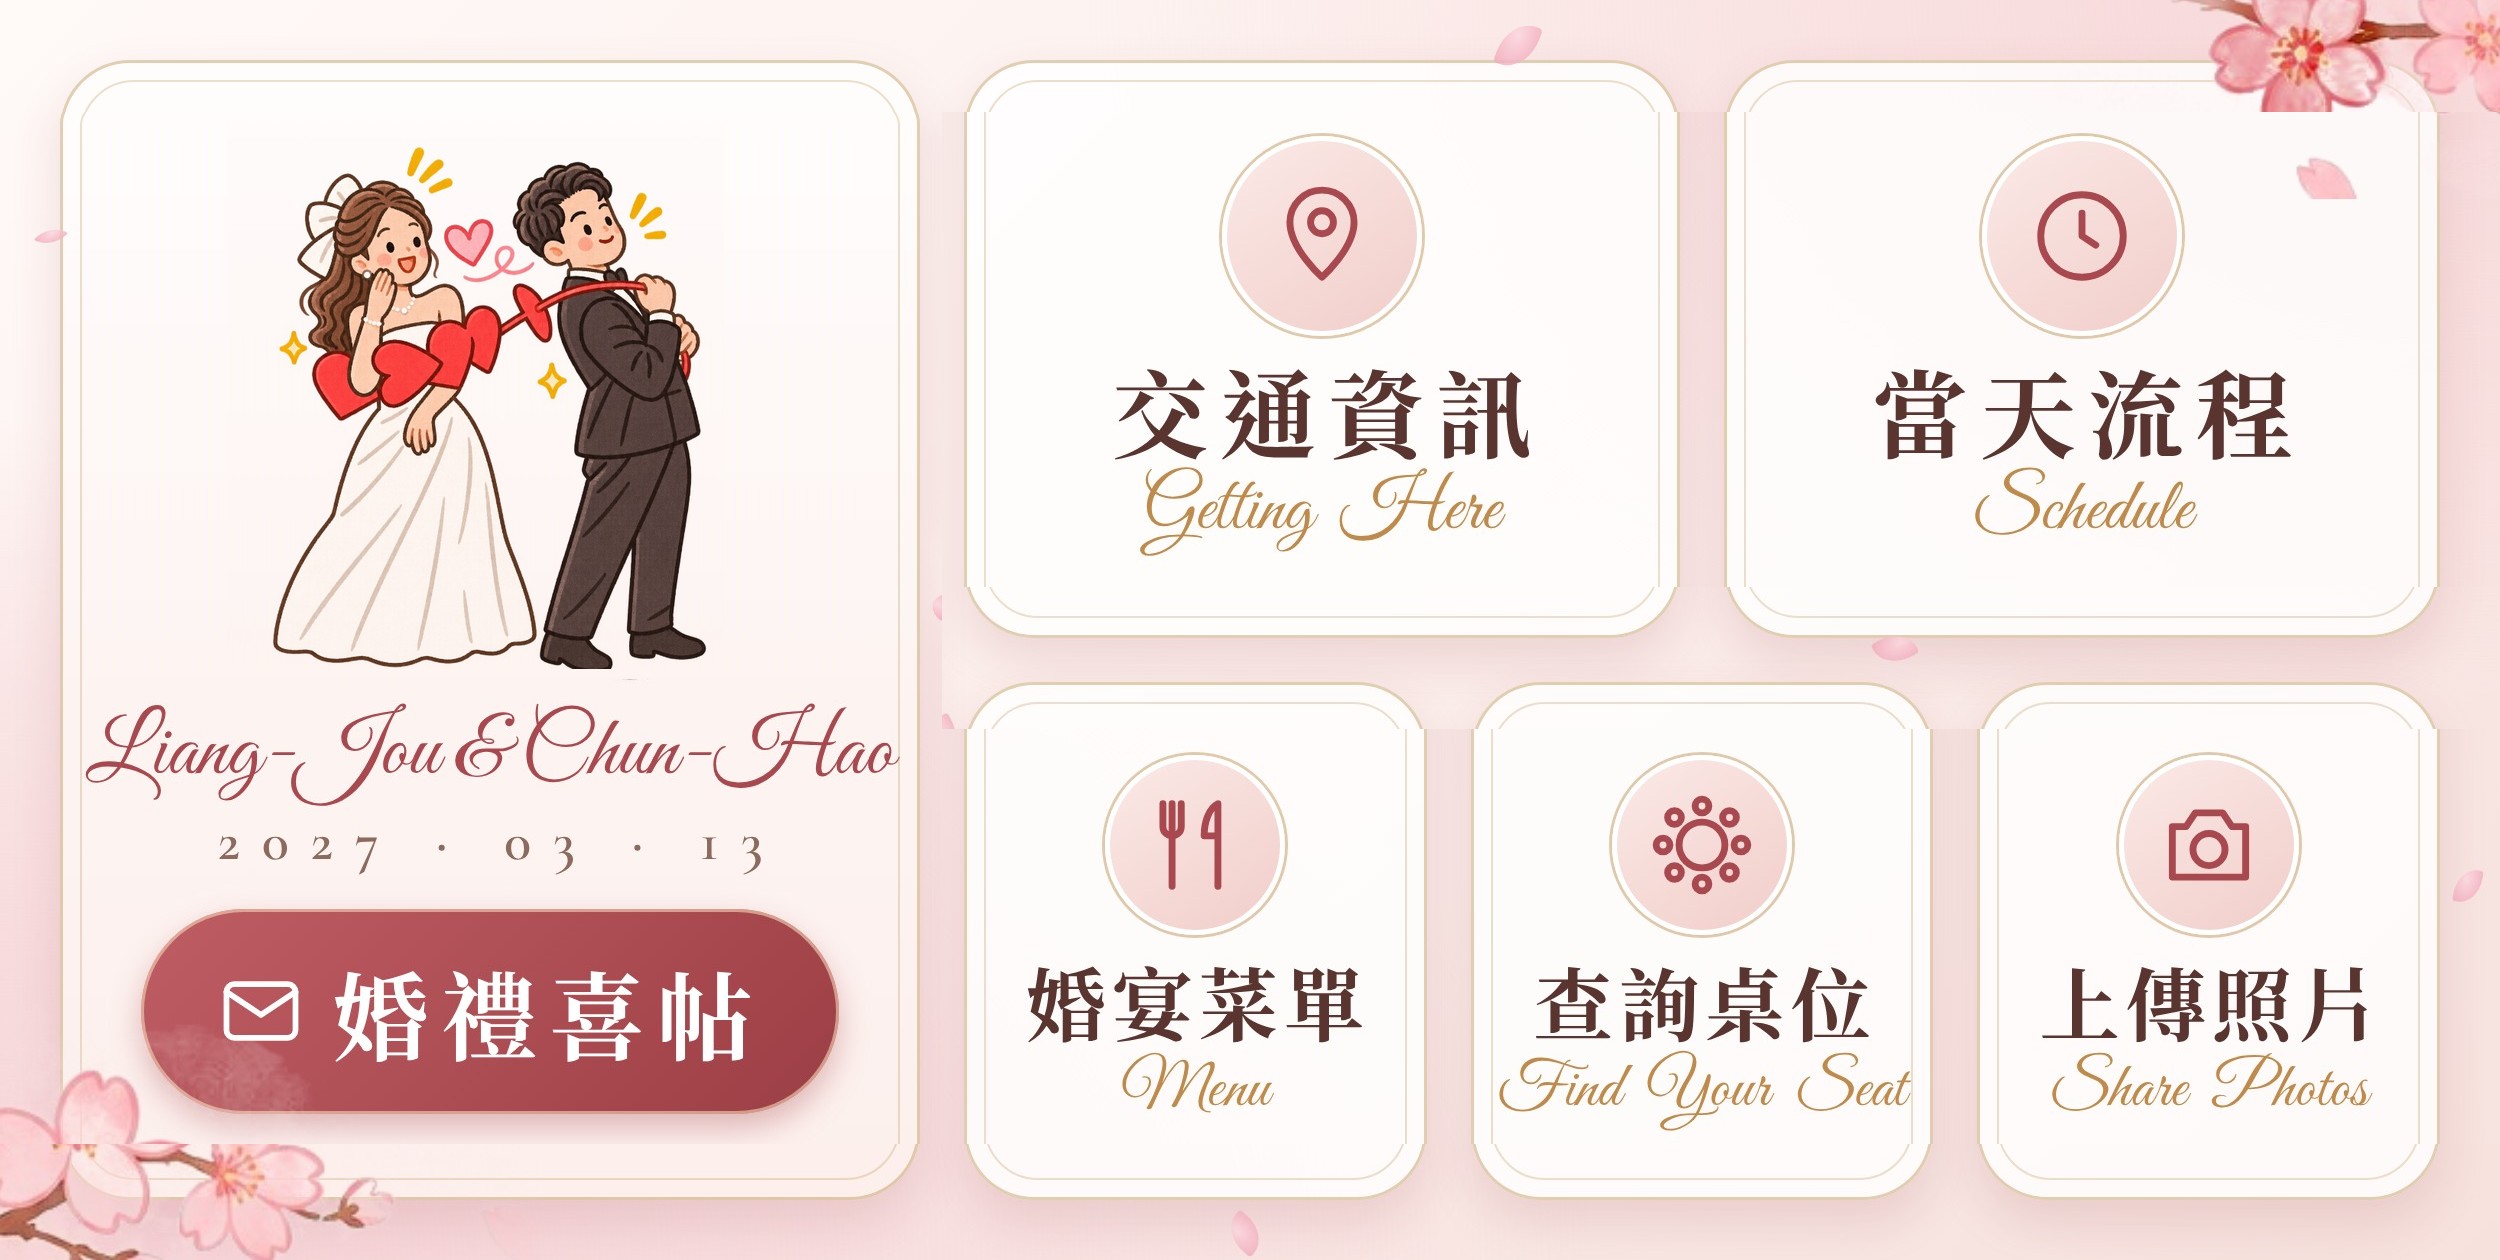 Liang-Jou & Chun-Hao
2027 · 03 · 13
婚禮喜帖
交通資訊
Getting Here
當天流程
Schedule
婚宴菜單
Menu
查詢桌位
Find Your Seat
上傳照片
Share Photos